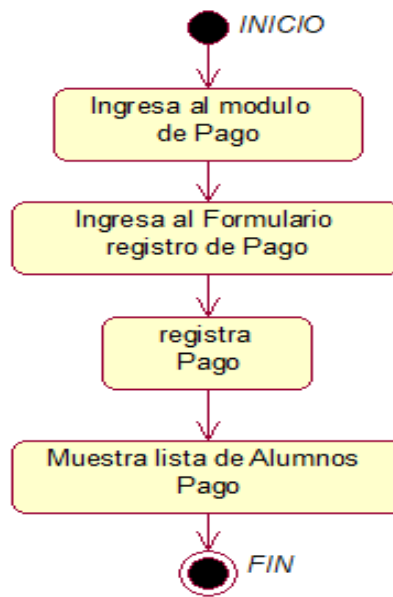 INICIO
Ingresa al modulo
de Pago
Ingresa al Formulario
registro de Pago
registra
Pago
Muestra lista de Alumnos
Pago
FIN